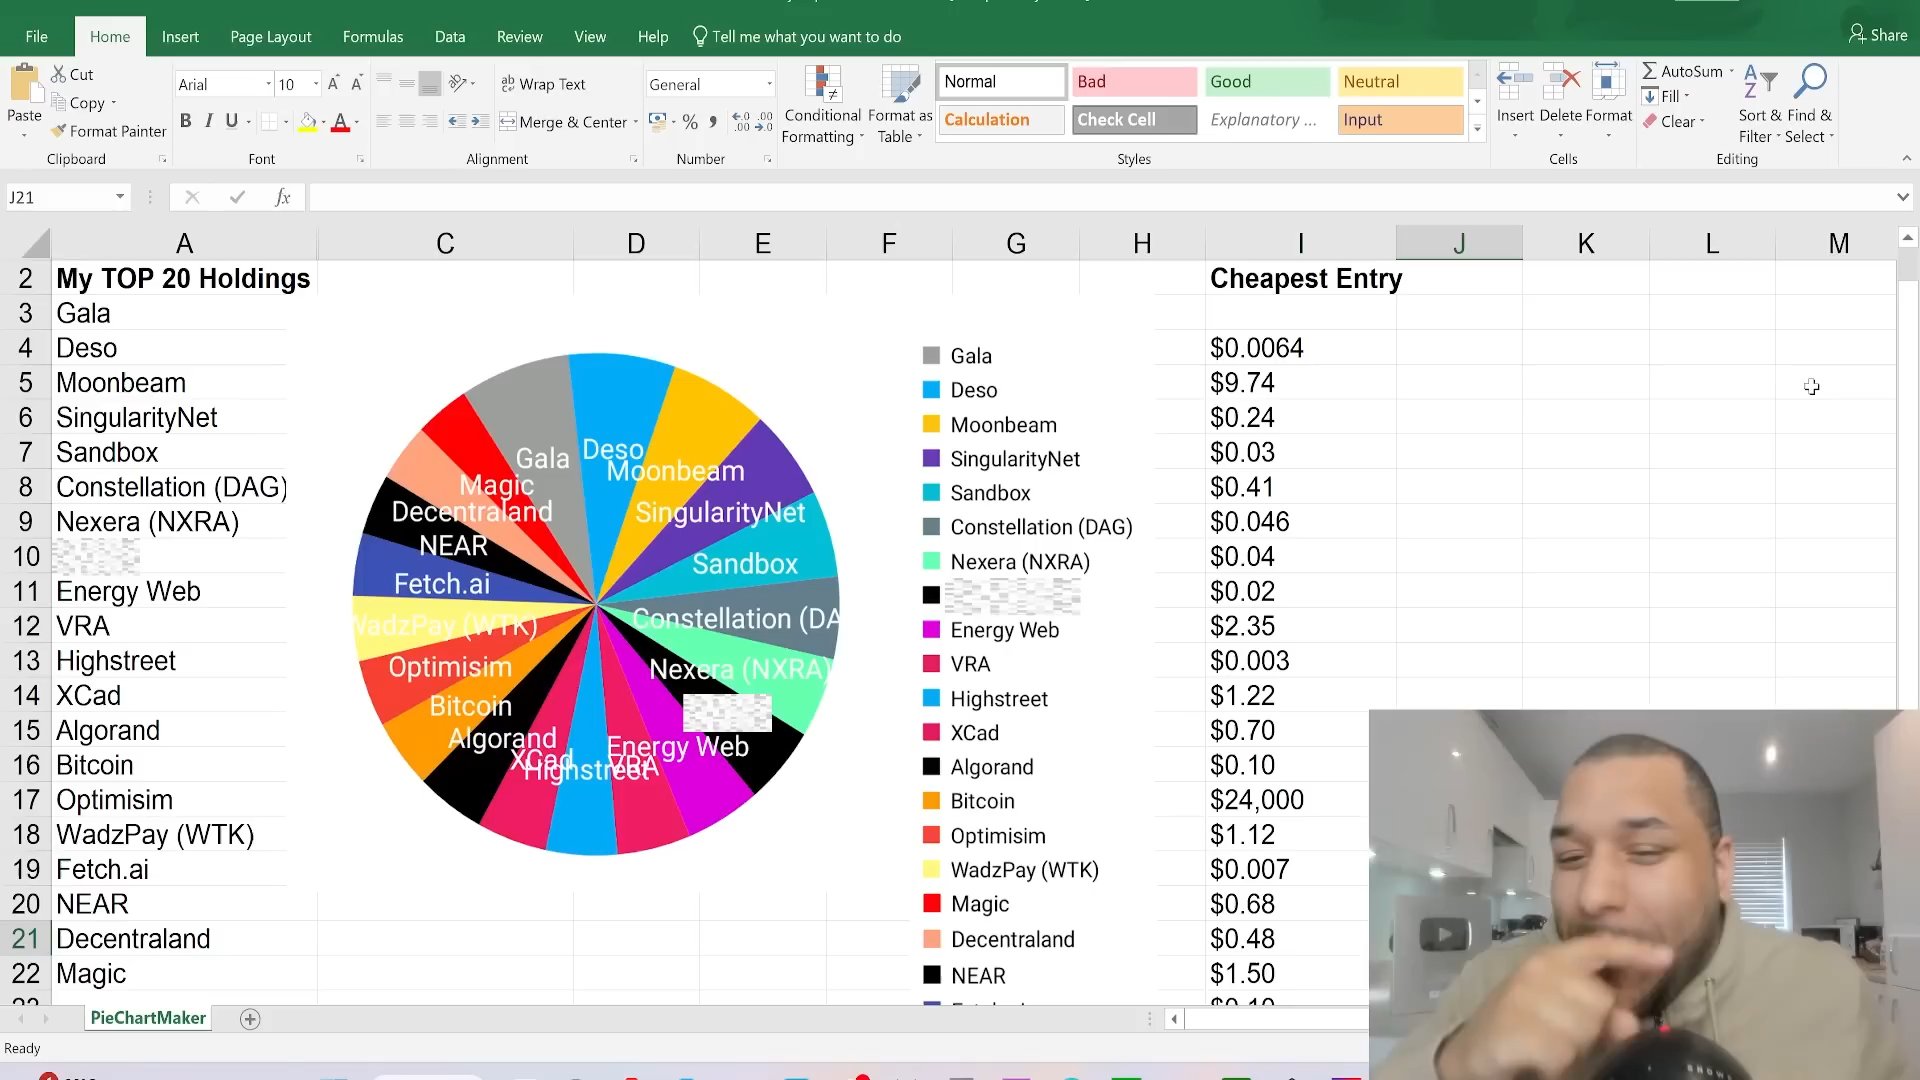 File Home Insert Page Layout Formulas Data Review View Help Tell me what you want to do Share
Paste
Cut
Copy
Format Painter
Clipboard
Arial 10
B I U
Font
Wrap Text
Merge & Center
Alignment
General
Number
Conditional Formatting
Format as Table
Normal Bad Good Neutral
Calculation Check Cell Explanatory ... Input
Styles
Insert Delete Format
Cells
AutoSum
Fill
Clear
Sort & Filter
Find & Select
Editing
J21 fx
A C D E F G H I J K L M
2 My TOP 20 Holdings Cheapest Entry
3 Gala
4 Deso $0.0064
5 Moonbeam $9.74
6 SingularityNet $0.24
7 Sandbox $0.03
8 Constellation (DAG) $0.41
9 Nexera (NXRA) $0.046
10 $0.04
11 Energy Web $0.02
12 VRA $2.35
13 Highstreet $0.003
14 XCad $1.22
15 Algorand $0.70
16 Bitcoin $0.10
17 Optimisim $24,000
18 WadzPay (WTK) $1.12
19 Fetch.ai $0.007
20 NEAR $0.68
21 Decentraland $0.48
22 Magic $1.50
Gala
Deso
Moonbeam
SingularityNet
Sandbox
Constellation (DA
Nexera (NXRA)
Energy Web
VRA
Highstreet
XCad
Algorand
Bitcoin
Optimisim
WadzPay (WTK)
Fetch.ai
NEAR
Decentraland
Magic
Gala
Deso
Moonbeam
SingularityNet
Sandbox
Constellation (DAG)
Nexera (NXRA)
Energy Web
VRA
Highstreet
XCad
Algorand
Bitcoin
Optimisim
WadzPay (WTK)
Magic
Decentraland
NEAR
PieChartMaker
Ready